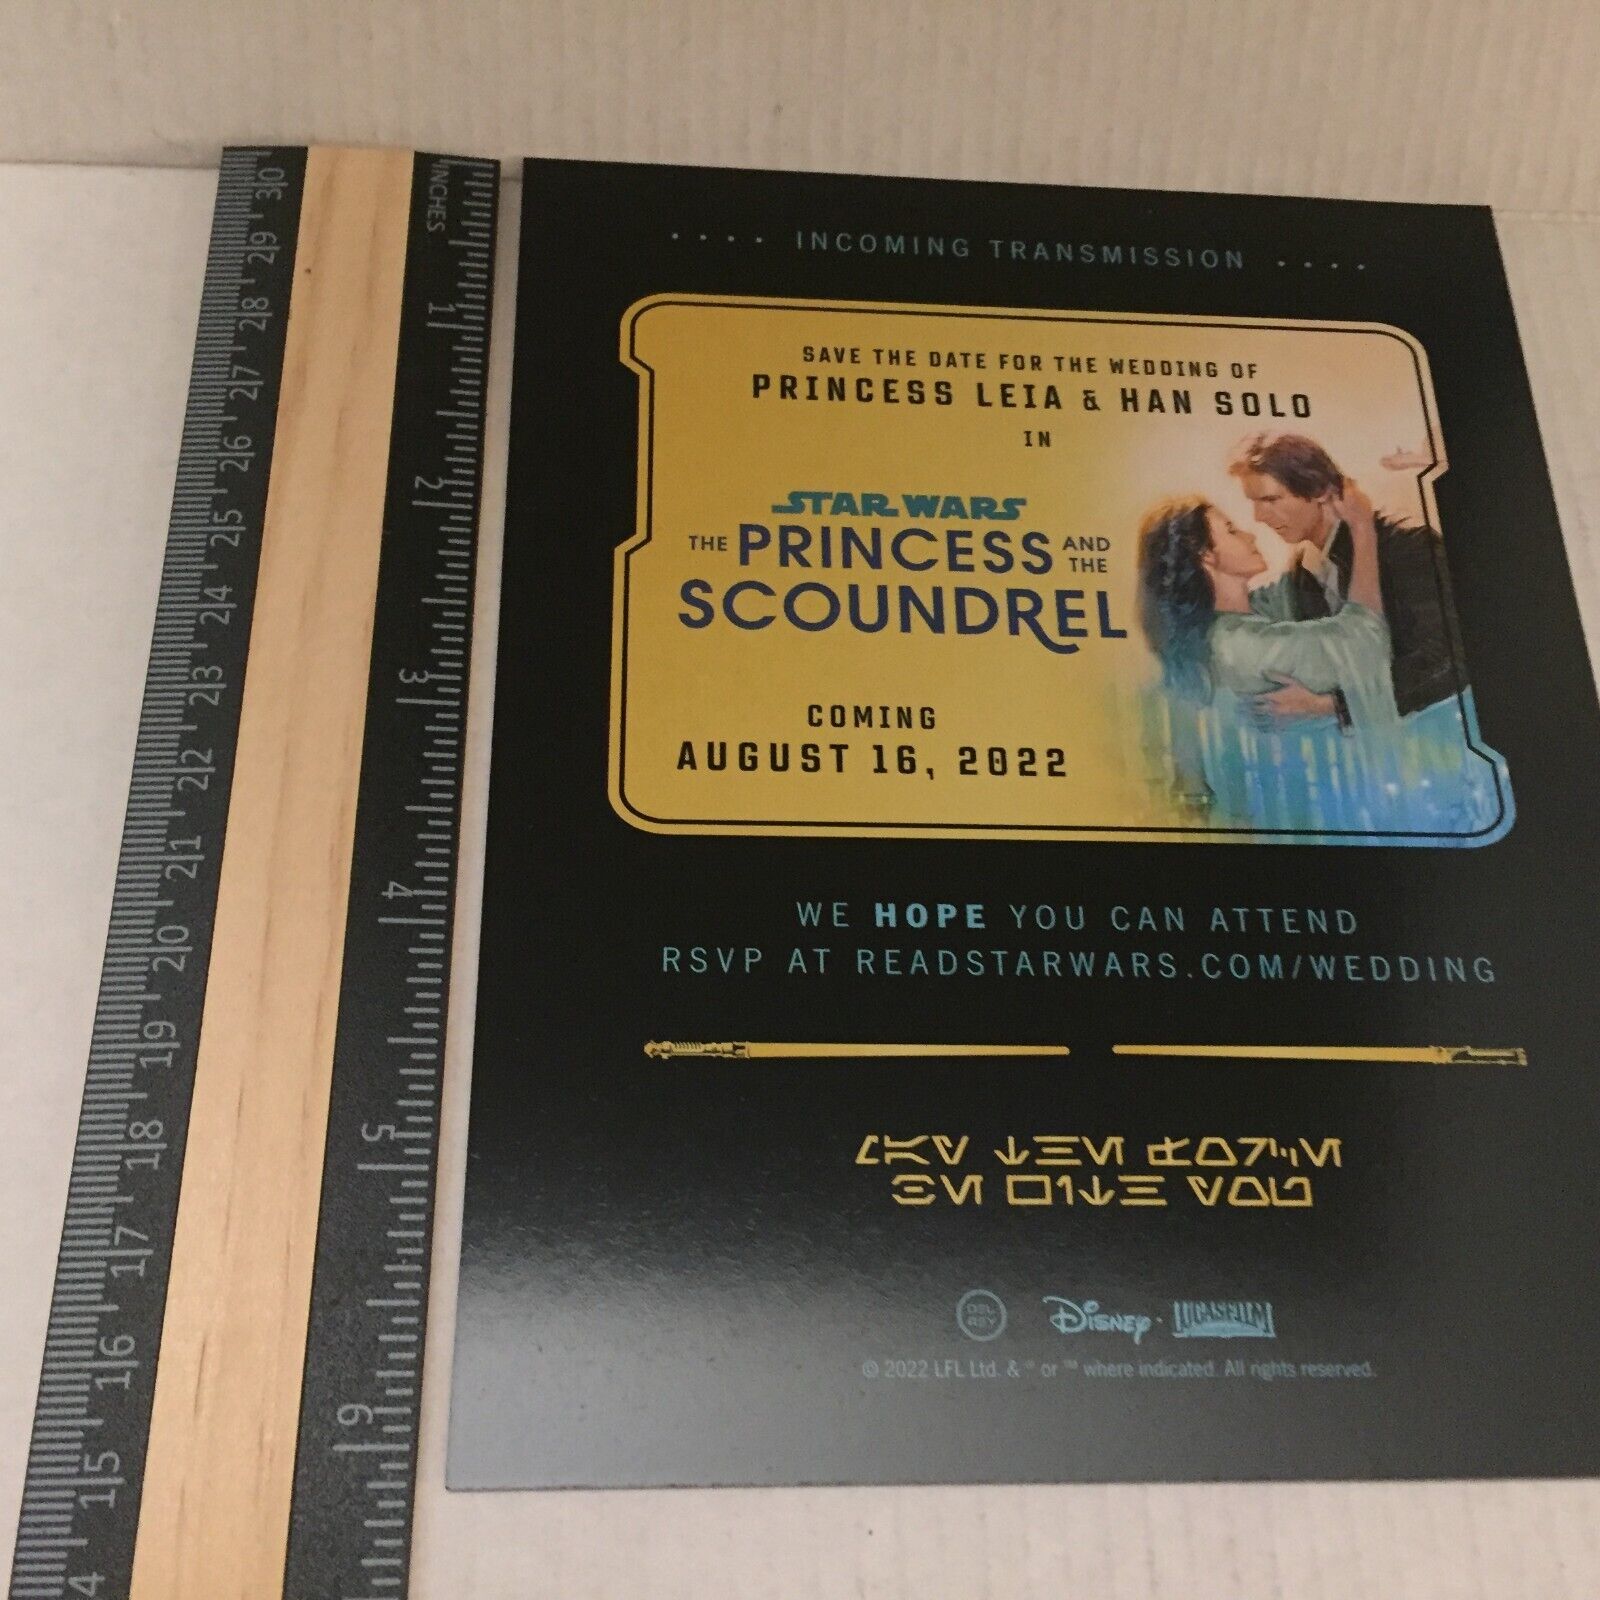 30
29
28
27
26
25
24
23
22
21
20
19
18
17
16
15
INCHES
1
2
3
4
5
6
.... INCOMING TRANSMISSION ....
SAVE THE DATE FOR THE WEDDING OF
PRINCESS LEIA & HAN SOLO
IN
STAR WARS
THE PRINCESS AND THE
SCOUNDREL
COMING
AUGUST 16, 2022
WE HOPE YOU CAN ATTEND
RSVP AT READSTARWARS.COM/WEDDING
DEL REY Disney · LUCASFILM
© 2022 LFL Ltd. & ® or ™ where indicated. All rights reserved.